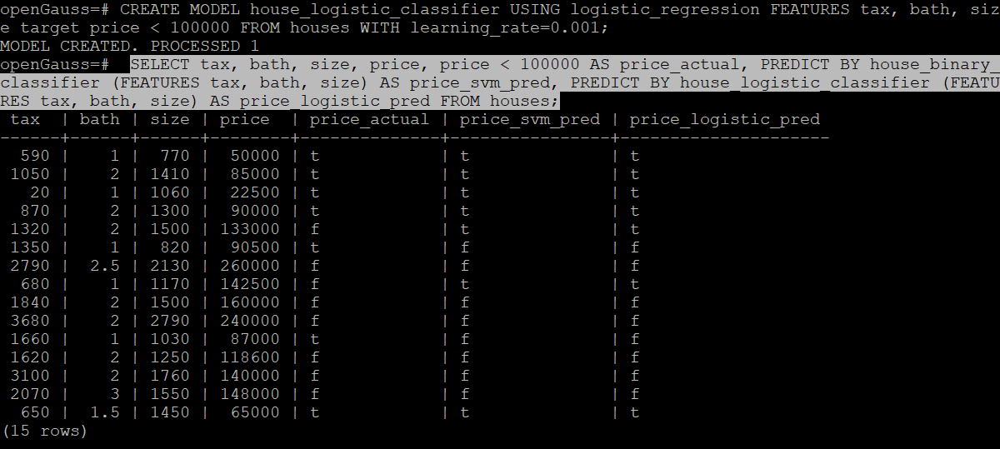 openGauss=# CREATE MODEL house_logistic_classifier USING logistic_regression FEATURES tax, bath, siz
e target price < 100000 FROM houses WITH learning_rate=0.001;
MODEL CREATED. PROCESSED 1
openGauss=#  SELECT tax, bath, size, price, price < 100000 AS price_actual, PREDICT BY house_binary_
classifier (FEATURES tax, bath, size) AS price_svm_pred, PREDICT BY house_logistic_classifier (FEATU
RES tax, bath, size) AS price_logistic_pred FROM houses;
 tax  | bath | size | price  | price_actual | price_svm_pred | price_logistic_pred
------+------+------+--------+--------------+----------------+---------------------
  590 |    1 |  770 |  50000 | t            | t              | t
 1050 |    2 | 1410 |  85000 | t            | t              | t
   20 |    1 | 1060 |  22500 | t            | t              | t
  870 |    2 | 1300 |  90000 | t            | t              | t
 1320 |    2 | 1500 | 133000 | f            | t              | t
 1350 |    1 |  820 |  90500 | t            | f              | f
 2790 |  2.5 | 2130 | 260000 | f            | f              | f
  680 |    1 | 1170 | 142500 | f            | t              | t
 1840 |    2 | 1500 | 160000 | f            | f              | f
 3680 |    2 | 2790 | 240000 | f            | f              | f
 1660 |    1 | 1030 |  87000 | t            | f              | f
 1620 |    2 | 1250 | 118600 | f            | f              | f
 3100 |    2 | 1760 | 140000 | f            | f              | f
 2070 |    3 | 1550 | 148000 | f            | f              | f
  650 |  1.5 | 1450 |  65000 | t            | t              | t
(15 rows)